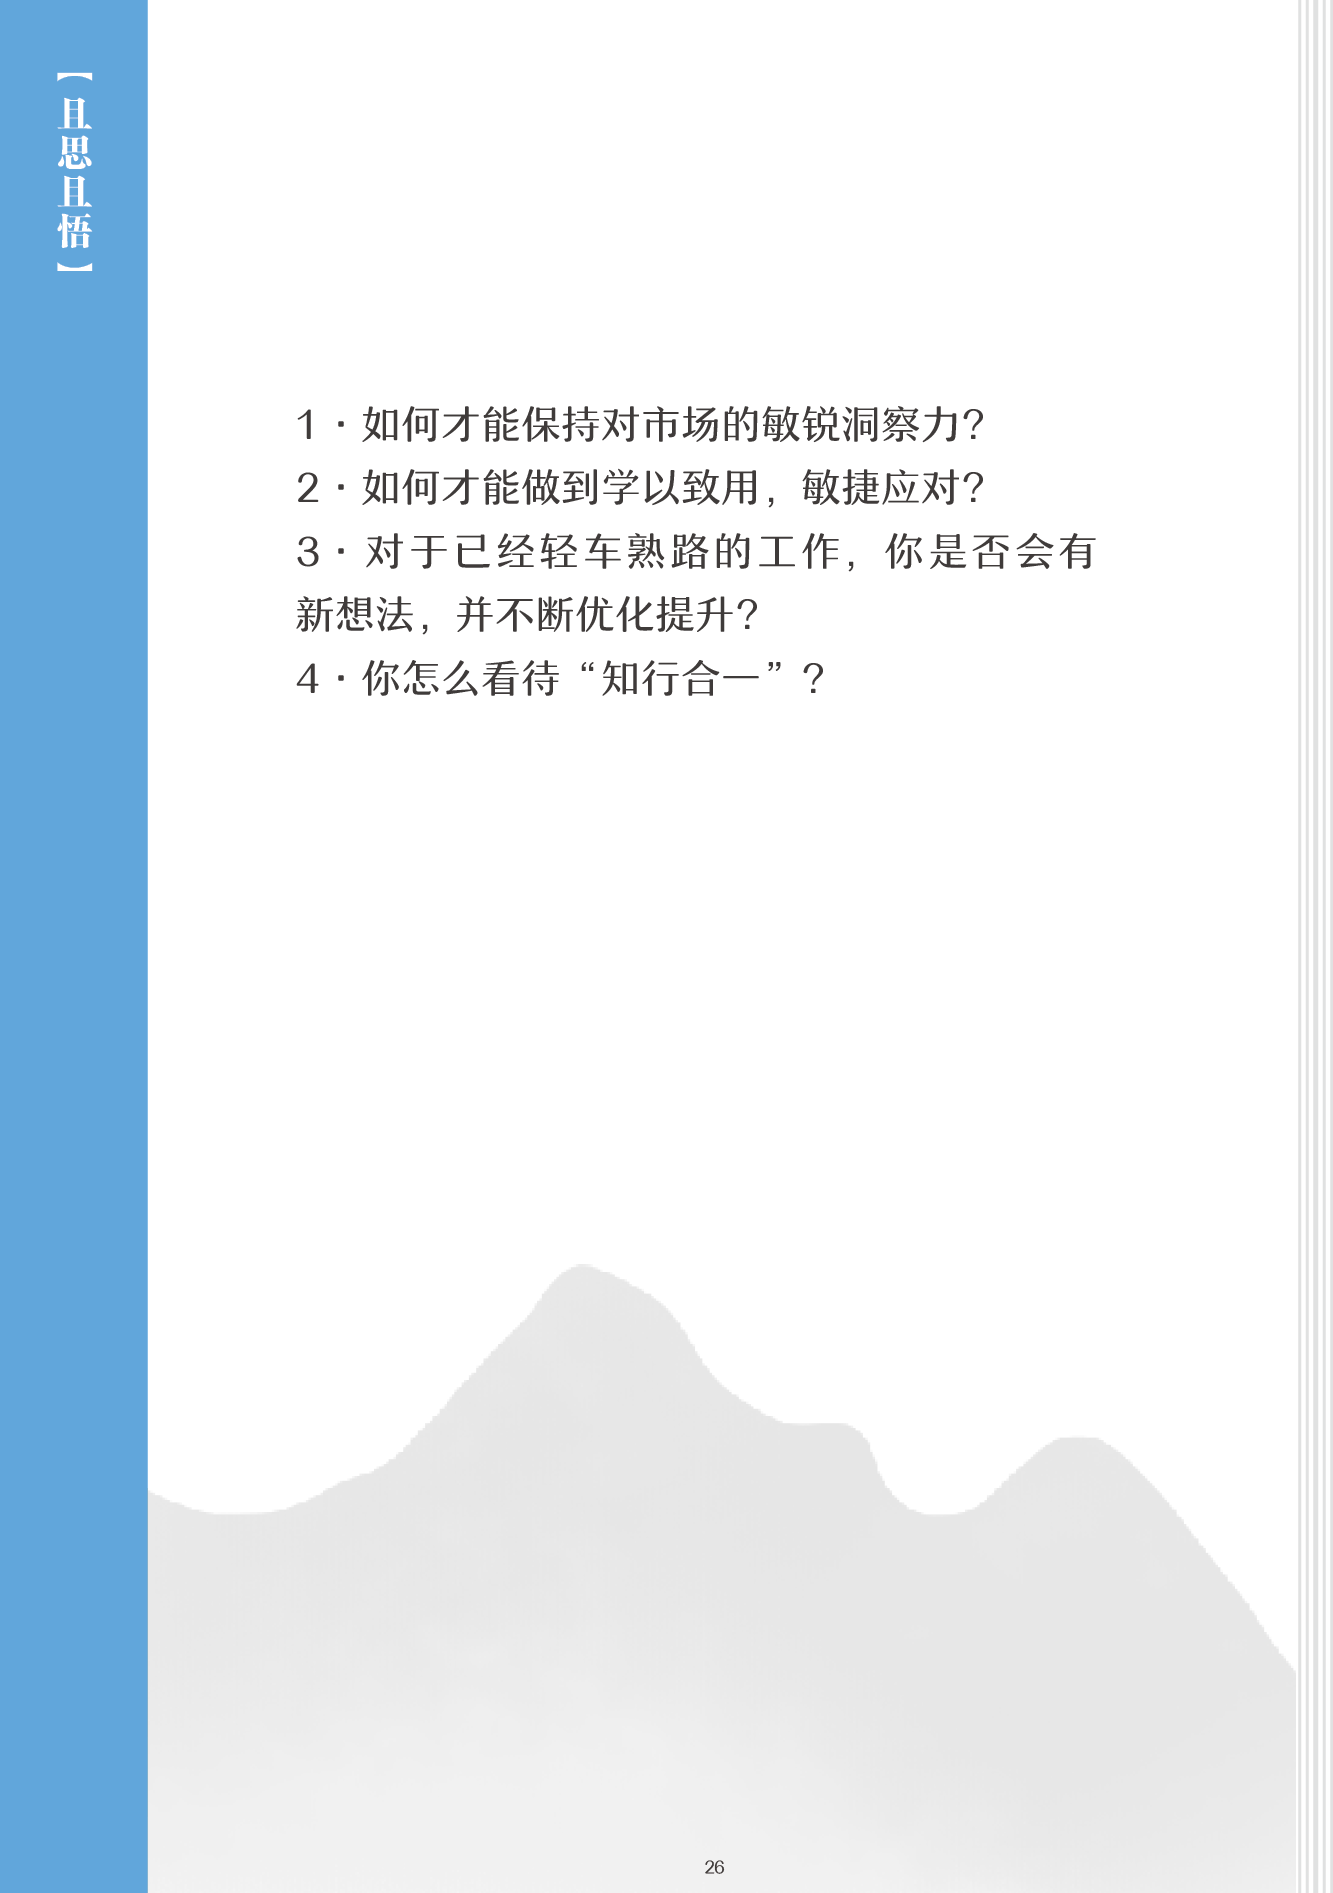 【且思且悟】
1·如何才能保持对市场的敏锐洞察力？
2·如何才能做到学以致用，敏捷应对？
3·对于已经轻车熟路的工作，你是否会有
新想法，并不断优化提升？
4·你怎么看待“知行合一”？
26